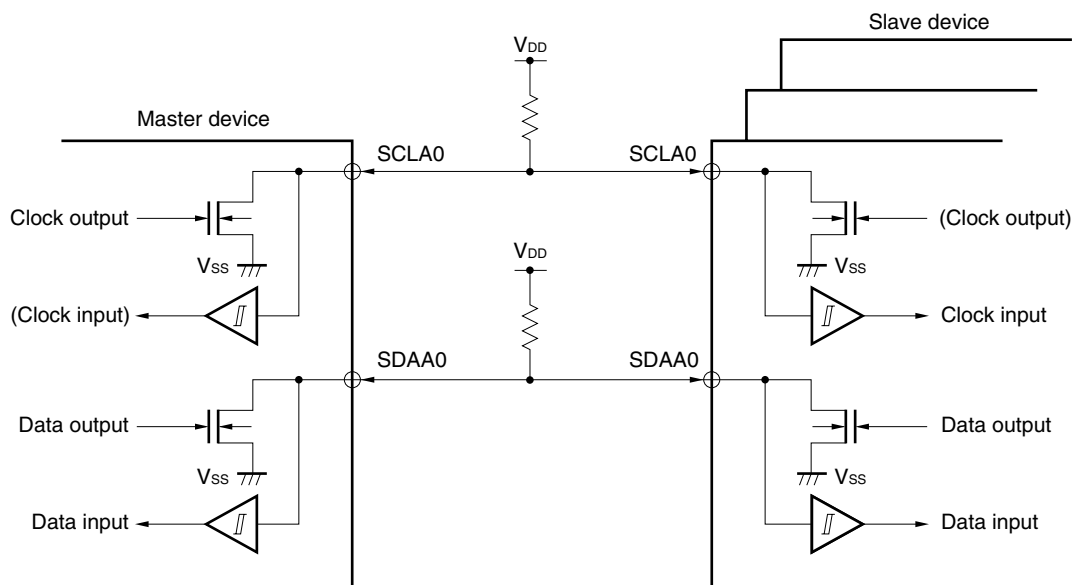 Slave device
VDD
Master device
SCLA0 SCLA0
Clock output (Clock output)
VSS VSS
VDD
(Clock input) Clock input
SDAA0 SDAA0
Data output Data output
VSS VSS
Data input Data input